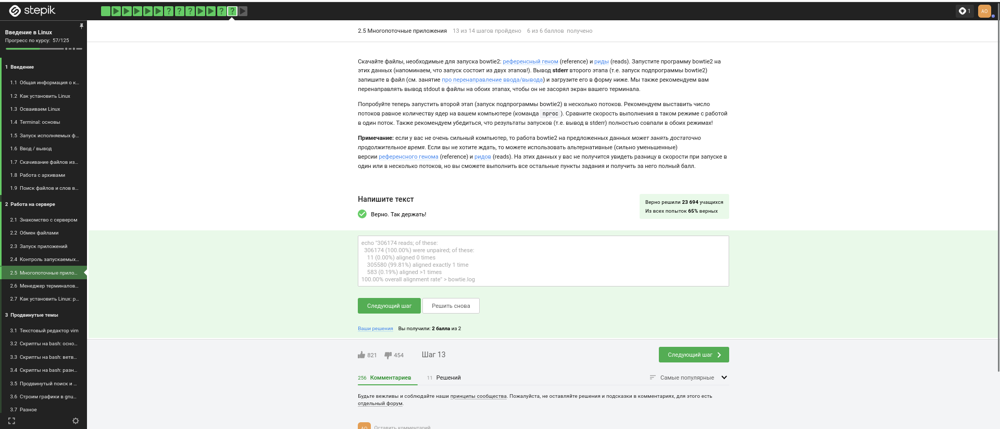 stepik
? ? ? ? ?
1
AO
Введение в Linux
Прогресс по курсу: 57/125
1 Введение
1.1 Общая информация о к...
1.2 Как установить Linux
1.3 Осваиваем Linux
1.4 Terminal: основы
1.5 Запуск исполняемых ф...
1.6 Ввод / вывод
1.7 Скачивание файлов из...
1.8 Работа с архивами
1.9 Поиск файлов и слов в...
2 Работа на сервере
2.1 Знакомство с сервером
2.2 Обмен файлами
2.3 Запуск приложений
2.4 Контроль запускаемых...
2.5 Многопоточные прило...
2.6 Менеджер терминалов...
2.7 Как установить Linux: р...
3 Продвинутые темы
3.1 Текстовый редактор vim
3.2 Скрипты на bash: осно...
3.3 Скрипты на bash: ветв...
3.4 Скрипты на bash: разн...
3.5 Продвинутый поиск и ...
3.6 Строим графики в gnu...
3.7 Разное
2.5 Многопоточные приложения 13 из 14 шагов пройдено 6 из 6 баллов получено
Скачайте файлы, необходимые для запуска bowtie2: референсный геном (reference) и риды (reads). Запустите программу bowtie2 на
этих данных (напоминаем, что запуск состоит из двух этапов!). Вывод stderr второго этапа (т.е. запуск подпрограммы bowtie2)
запишите в файл (см. занятие про перенаправление ввода/вывода) и загрузите его в форму ниже. Мы также рекомендуем вам
перенаправлять вывод stdout в файлы на обоих этапах, чтобы он не засорял экран вашего терминала.
Попробуйте теперь запустить второй этап (запуск подпрограммы bowtie2) в несколько потоков. Рекомендуем выставить число
потоков равное количеству ядер на вашем компьютере (команда nproc ). Сравните скорость выполнения в таком режиме с работой
в один поток. Также рекомендуем убедиться, что результаты запусков (т.е. вывод в stderr) полностью совпали в обоих режимах!
Примечание: если у вас не очень сильный компьютер, то работа bowtie2 на предложенных данных может занять достаточно
продолжительное время. Если вы не хотите ждать, то можете использовать альтернативные (сильно уменьшенные)
версии референсного генома (reference) и ридов (reads). На этих данных у вас не получится увидеть разницу в скорости при запуске в
один или в несколько потоков, но вы сможете выполнить все остальные пункты задания и получить за него полный балл.
Напишите текст
Верно. Так держать!
Верно решили 23 694 учащихся
Из всех попыток 65% верных
echo "306174 reads; of these:
306174 (100.00%) were unpaired; of these:
11 (0.00%) aligned 0 times
305580 (99.81%) aligned exactly 1 time
583 (0.19%) aligned >1 times
100.00% overall alignment rate" > bowtie.log
Следующий шаг Решить снова
Ваши решения Вы получили: 2 балла из 2
821 454 Шаг 13 Следующий шаг
256 Комментариев 11 Решений Самые популярные
Будьте вежливы и соблюдайте наши принципы сообщества. Пожалуйста, не оставляйте решения и подсказки в комментариях, для этого есть
отдельный форум.
AO Оставить комментарий